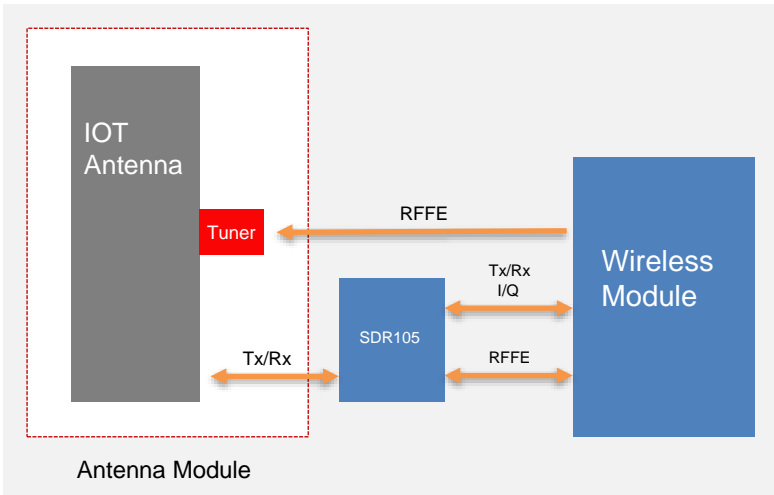 IOT
Antenna
Tuner
RFFE
Wireless
Module
Tx/Rx
I/Q
SDR105
Tx/Rx
RFFE
Antenna Module